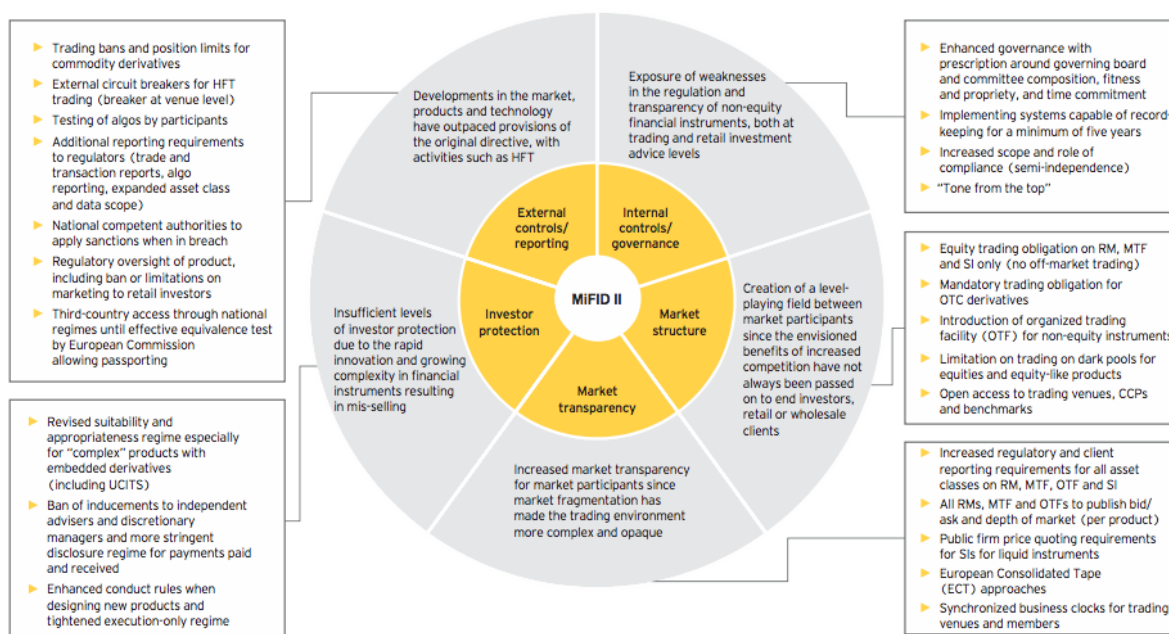 ► Trading bans and position limits for
commodity derivatives
► External circuit breakers for HFT
trading (breaker at venue level)
► Testing of algos by participants
► Additional reporting requirements
to regulators (trade and
transaction reports, algo
reporting, expanded asset class
and data scope)
► National competent authorities to
apply sanctions when in breach
► Regulatory oversight of product,
including ban or limitations on
marketing to retail investors
► Third-country access through national
regimes until effective equivalence test
by European Commission
allowing passporting
► Revised suitability and
appropriateness regime especially
for “complex” products with
embedded derivatives
(including UCITS)
► Ban of inducements to independent
advisers and discretionary
managers and more stringent
disclosure regime for payments paid
and received
► Enhanced conduct rules when
designing new products and
tightened execution-only regime
Developments in the market,
products and technology
have outpaced provisions of
the original directive, with
activities such as HFT
Exposure of weaknesses
in the regulation and
transparency of non-equity
financial instruments, both at
trading and retail investment
advice levels
External
controls/
reporting
Internal
controls/
governance
MiFID II
Investor
protection
Market
structure
Market
transparency
Insufficient levels
of investor protection
due to the rapid
innovation and growing
complexity in financial
instruments resulting
in mis-selling
Creation of a level-
playing field between
market participants
since the envisioned
benefits of increased
competition have not
always been passed
on to end investors,
retail or wholesale
clients
Increased market transparency
for market participants since
market fragmentation has
made the trading environment
more complex and opaque
► Enhanced governance with
prescription around governing board
and committee composition, fitness
and propriety, and time commitment
► Implementing systems capable of record-
keeping for a minimum of five years
► Increased scope and role of
compliance (semi-independence)
► “Tone from the top”
► Equity trading obligation on RM, MTF
and SI only (no off-market trading)
► Mandatory trading obligation for
OTC derivatives
► Introduction of organized trading
facility (OTF) for non-equity instruments
► Limitation on trading on dark pools for
equities and equity-like products
► Open access to trading venues, CCPs
and benchmarks
► Increased regulatory and client
reporting requirements for all asset
classes on RM, MTF, OTF and SI
► All RMs, MTF and OTFs to publish bid/
ask and depth of market (per product)
► Public firm price quoting requirements
for SIs for liquid instruments
► European Consolidated Tape
(ECT) approaches
► Synchronized business clocks for trading
venues and members